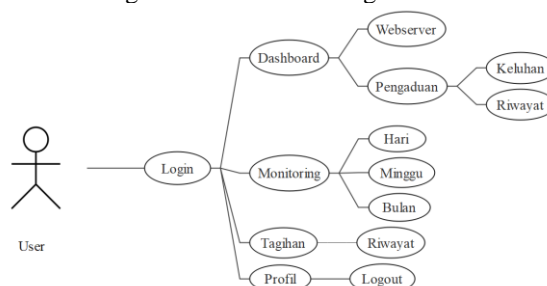 Webserver
Dashboard
Keluhan
Pengaduan
Riwayat
Hari
Login
Monitoring
Minggu
Bulan
User
Tagihan
Riwayat
Profil
Logout